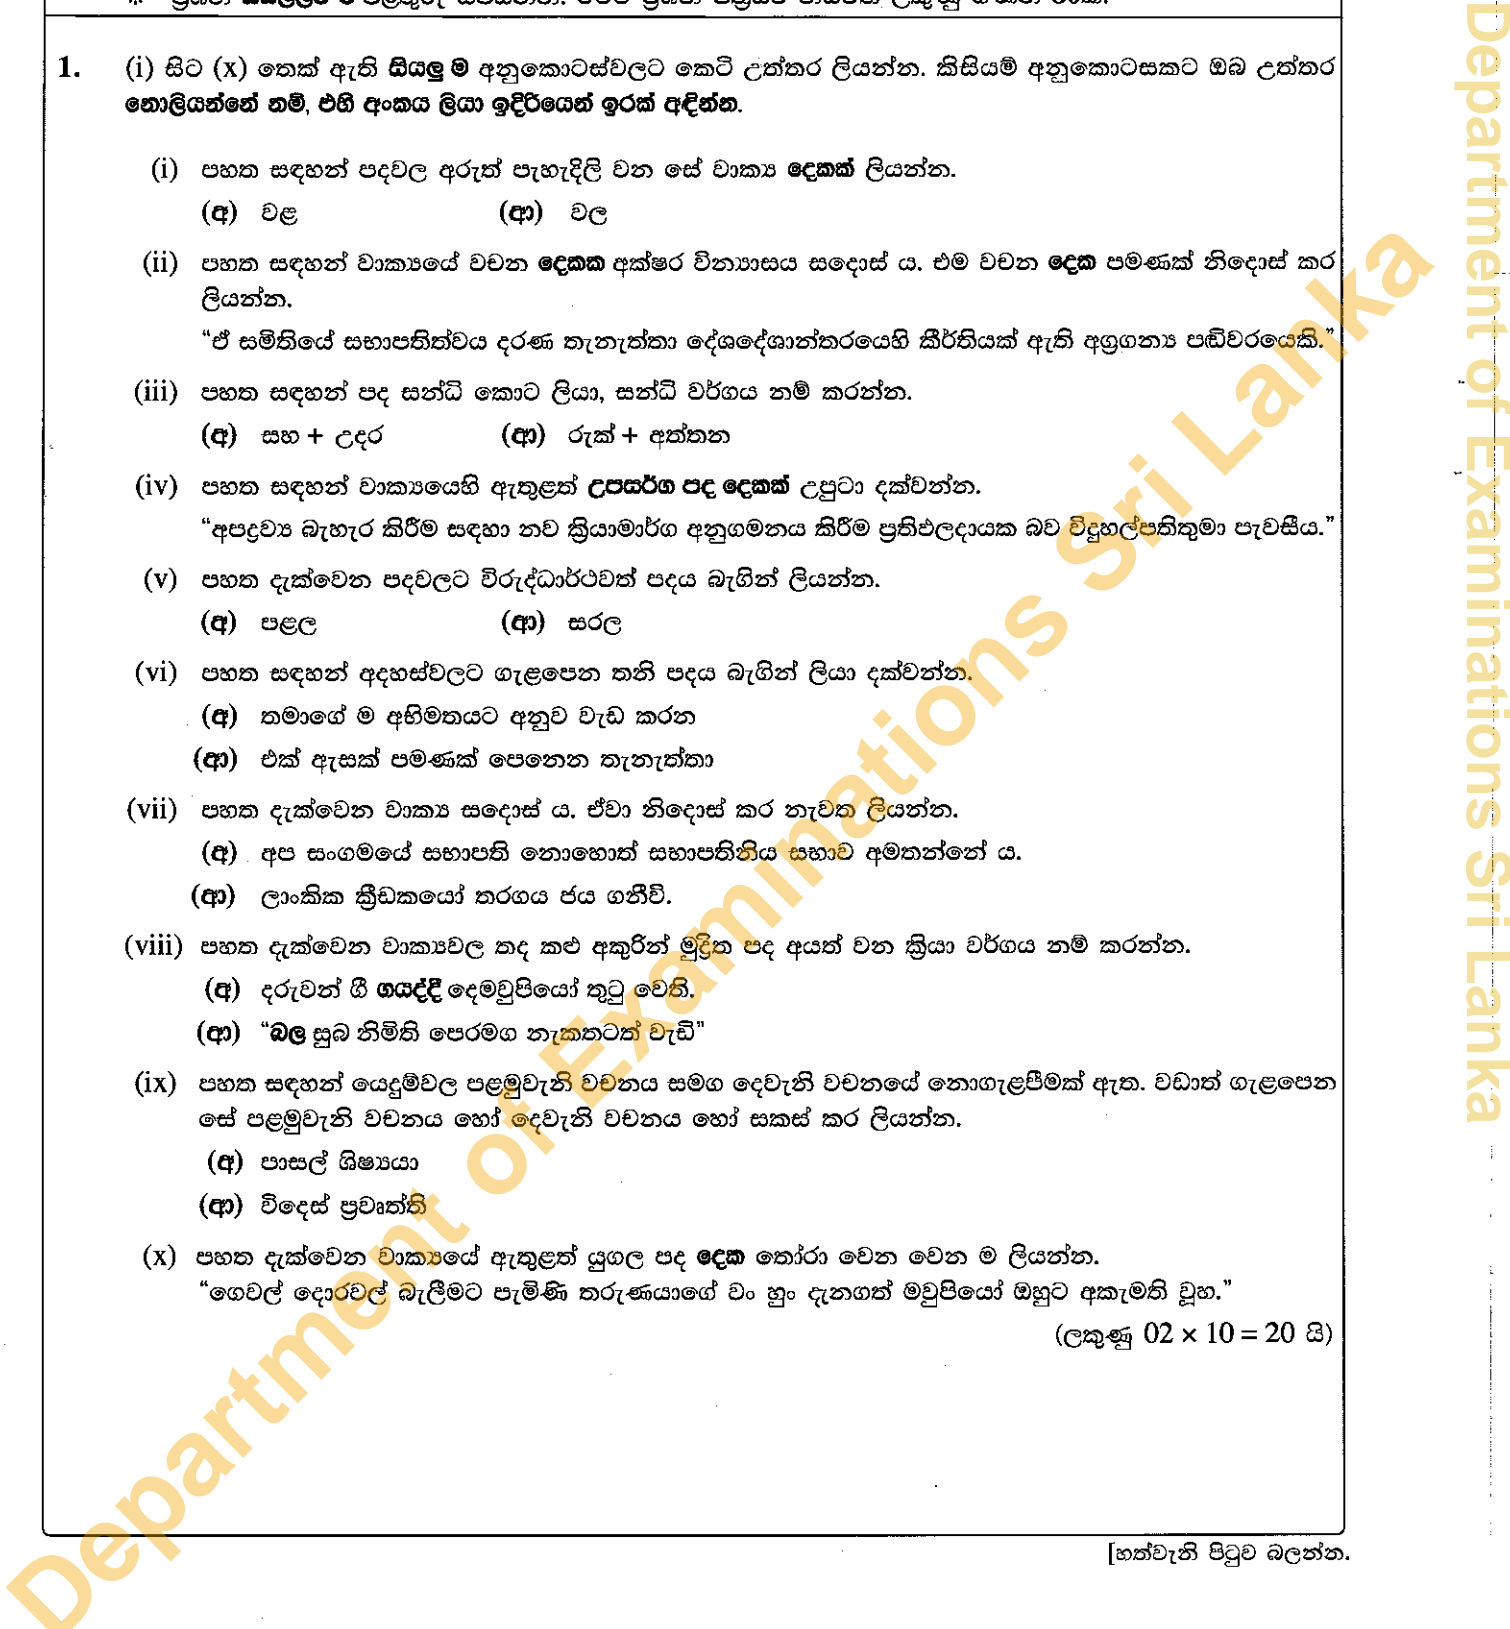 1. (i) සිට (x) තෙක් ඇති සියලු ම අනුකොටස්වලට කෙටි උත්තර ලියන්න. කිසියම් අනුකොටසකට ඔබ උත්තර
නොලියන්නේ නම්, එහි අංකය ලියා ඉදිරියෙන් ඉරක් අඳින්න.
(i) පහත සඳහන් පදවල අරුත් පැහැදිලි වන සේ වාක්‍ය දෙකක් ලියන්න.
(අ) වළ (ආ) වල
(ii) පහත සඳහන් වාක්‍යයේ වචන දෙකක අක්ෂර වින්‍යාසය සදොස් ය. එම වචන දෙක පමණක් නිදොස් කර
ලියන්න.
“ඒ සමිතියේ සභාපතිත්වය දරණ තැනැත්තා දේශදේශාන්තරයෙහි කීර්තියක් ඇති අග්‍රගන්‍ය පඬිවරයෙකි.”
(iii) පහත සඳහන් පද සන්ධි කොට ලියා, සන්ධි වර්ගය නම් කරන්න.
(අ) සහ + උදර (ආ) රුක් + අත්තන
(iv) පහත සඳහන් වාක්‍යයෙහි ඇතුළත් උපසර්ග පද දෙකක් උපුටා දක්වන්න.
“අපද්‍රව්‍ය බැහැර කිරීම සඳහා නව ක්‍රියාමාර්ග අනුගමනය කිරීම ප්‍රතිඵලදායක බව විදුහල්පතිතුමා පැවසීය.”
(v) පහත දැක්වෙන පදවලට විරුද්ධාර්ථවත් පදය බැගින් ලියන්න.
(අ) පළල (ආ) සරල
(vi) පහත සඳහන් අදහස්වලට ගැළපෙන තනි පදය බැගින් ලියා දක්වන්න.
(අ) තමාගේ ම අභිමතයට අනුව වැඩ කරන
(ආ) එක් ඇසක් පමණක් පෙනෙන තැනැත්තා
(vii) පහත දැක්වෙන වාක්‍ය සදොස් ය. ඒවා නිදොස් කර නැවත ලියන්න.
(අ) අප සංගමයේ සභාපති නොහොත් සභාපතිනිය සභාව අමතන්නේ ය.
(ආ) ලාංකික ක්‍රීඩකයෝ තරගය ජය ගනීවි.
(viii) පහත දැක්වෙන වාක්‍යවල තද කළු අකුරින් මුද්‍රිත පද අයත් වන ක්‍රියා වර්ගය නම් කරන්න.
(අ) දරුවන් ගී ගයද්දී දෙමවුපියෝ තුටු වෙති.
(ආ) “බල සුබ නිමිති පෙරමග නැකතටත් වැඩි”
(ix) පහත සඳහන් යෙදුම්වල පළමුවැනි වචනය සමග දෙවැනි වචනයේ නොගැළපීමක් ඇත. වඩාත් ගැළපෙන
සේ පළමුවැනි වචනය හෝ දෙවැනි වචනය හෝ සකස් කර ලියන්න.
(අ) පාසල් ශිෂ්‍යයා
(ආ) විදෙස් ප්‍රවෘත්ති
(x) පහත දැක්වෙන වාක්‍යයේ ඇතුළත් යුගල පද දෙක තෝරා වෙන වෙන ම ලියන්න.
“ගෙවල් දොරවල් බැලීමට පැමිණි තරුණයාගේ වං හුං දැනගත් මවුපියෝ ඔහුට අකැමති වූහ.”
(ලකුණු 02 × 10 = 20 යි)
[හත්වැනි පිටුව බලන්න.
Department of Examinations Sri Lanka
Department of Examinations Sri Lanka